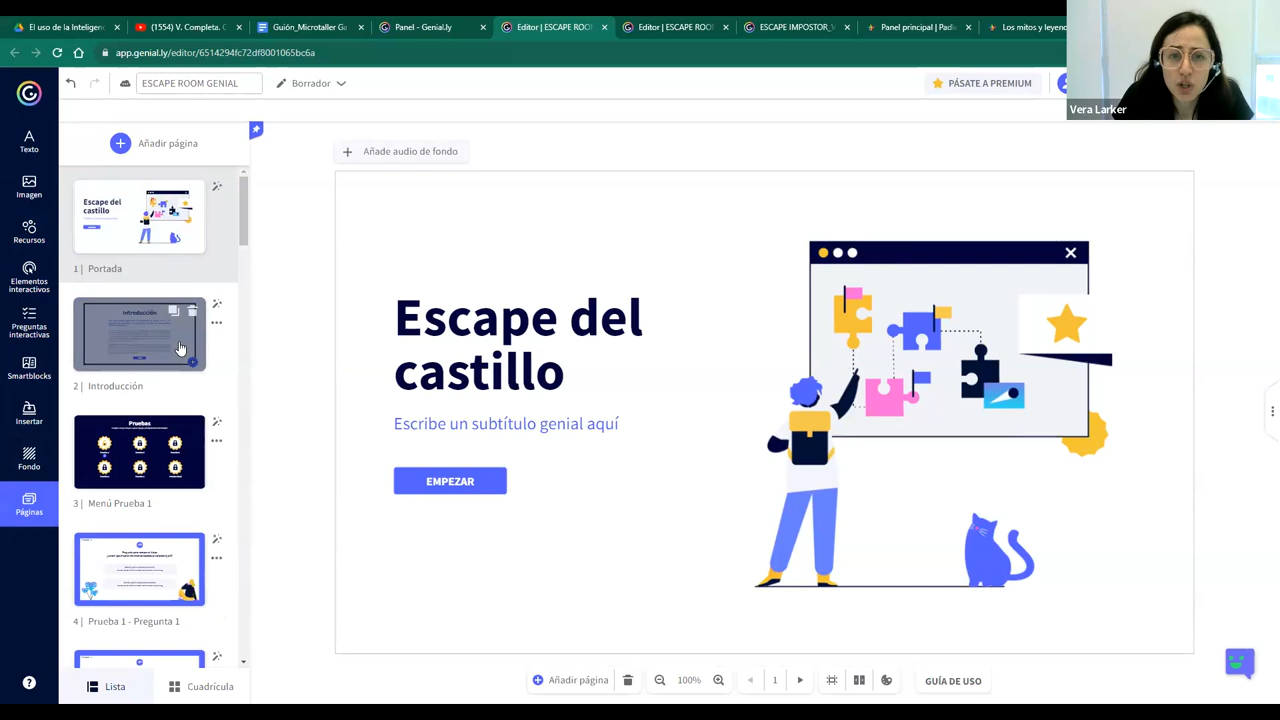 El uso de la Inteligenc
(1554) V. Completa. C
Guión_Microtaller Ge
Panel - Genial.ly
Editor | ESCAPE ROO
Editor | ESCAPE ROO
ESCAPE IMPOSTOR_V
Panel principal | Padl
Los mitos y leyend
app.genial.ly/editor/6514294fc72df8001065bc6a
ESCAPE ROOM GENIAL
Borrador
PÁSATE A PREMIUM
Vera Larker
Texto
Imagen
Recursos
Elementos
interactivos
Preguntas
interactivas
Smartblocks
Insertar
Fondo
Páginas
Añadir página
Escape del
castillo
1 | Portada
Introducción
2 | Introducción
Pruebas
3 | Menú Prueba 1
4 | Prueba 1 - Pregunta 1
Lista
Cuadrícula
Añade audio de fondo
Escape del
castillo
Escribe un subtítulo genial aquí
EMPEZAR
Añadir página
100%
1
GUÍA DE USO